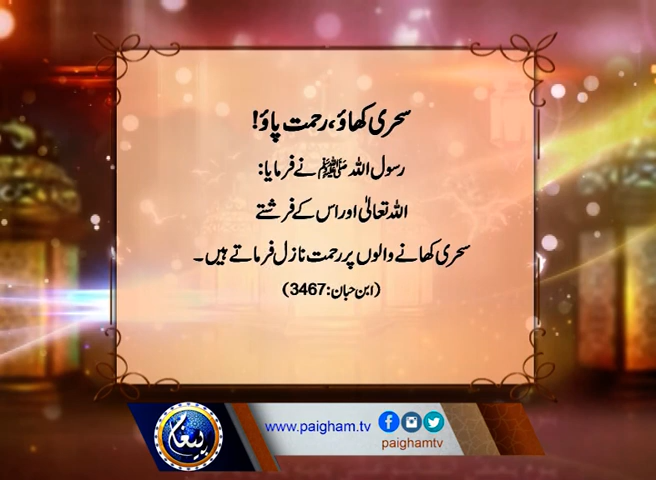 سحری کھاؤ، رحمت پاؤ!
رسول اللہ ﷺ نے فرمایا:
اللہ تعالیٰ اور اس کے فرشتے
سحری کھانے والوں پر رحمت نازل فرماتے ہیں۔
(ابن حبان: 3467)
پیغام
www.paigham.tv
paighamtv